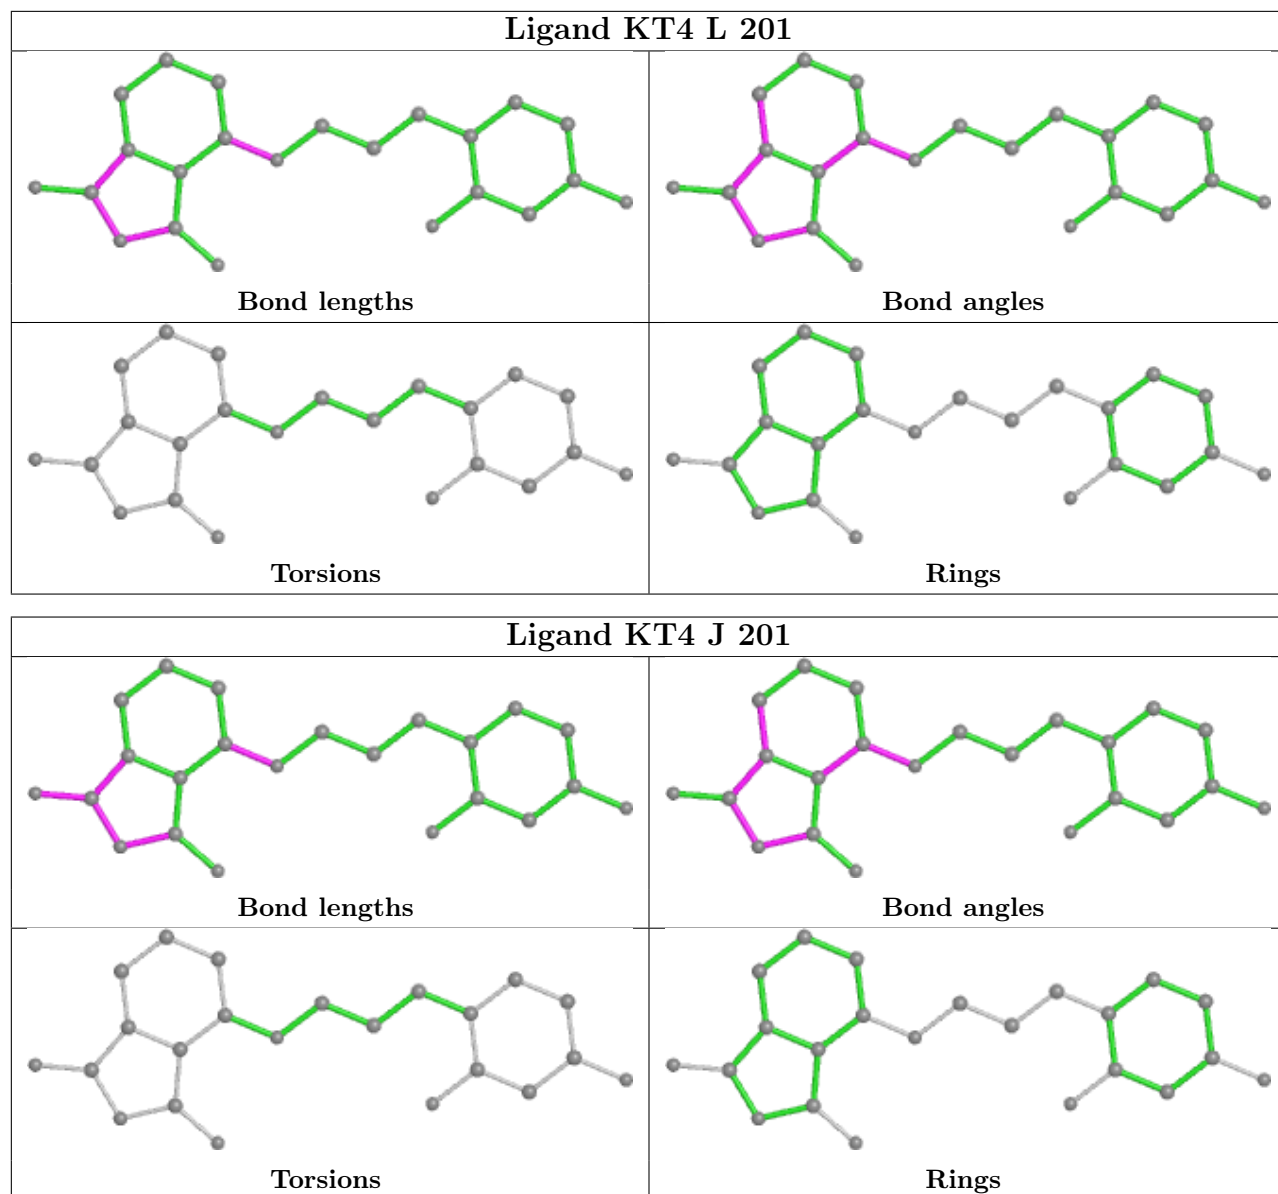 Ligand KT4 L 201
Bond lengths
Bond angles
Torsions
Rings
Ligand KT4 J 201
Bond lengths
Bond angles
Torsions
Rings